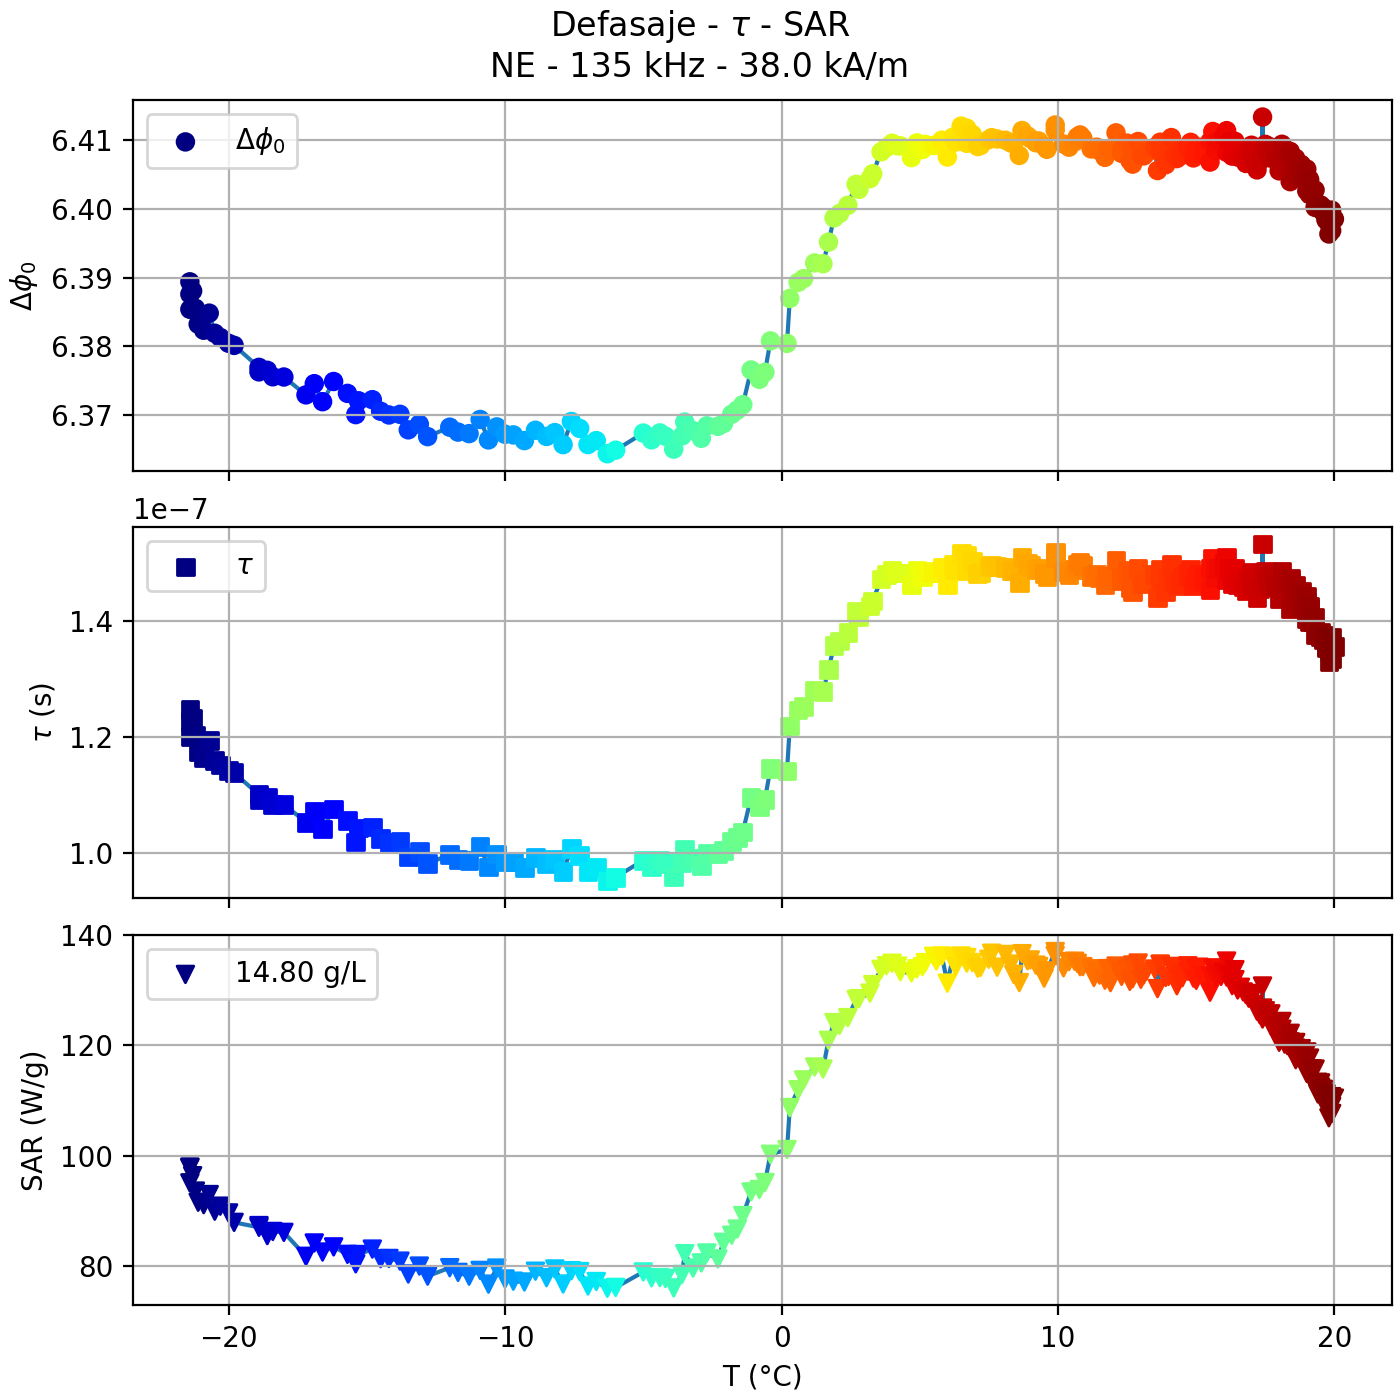 Defasaje - τ - SAR
NE - 135 kHz - 38.0 kA/m
Δϕ₀
6.41
6.40
6.39
6.38
6.37
Δϕ₀
1e−7
τ
1.4
1.2
1.0
τ (s)
14.80 g/L
140
120
100
80
SAR (W/g)
−20 −10 0 10 20
T (°C)